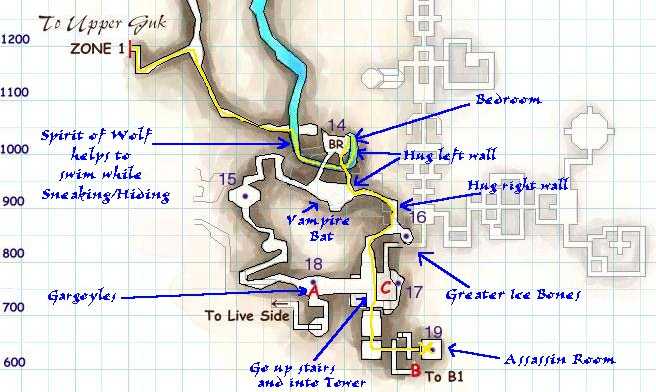 To Upper Guk
ZONE 1
1200
1100
1000
900
800
700
600
Bedroom
14
BR
Spirit of Wolf
helps to
swim while
Sneaking/Hiding
Hug left wall
Hug right wall
15
Vampire
Bat
16
18
A
C
17
Gargoyles
Greater Ice Bones
To Live Side
19
Go up stairs
and into Tower
B
To B1
Assassin Room